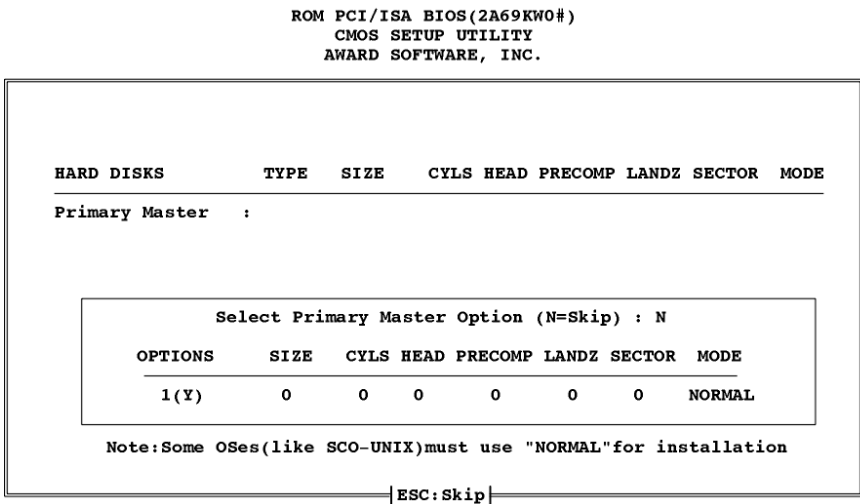 ROM PCI/ISA BIOS(2A69KW0#)
CMOS SETUP UTILITY
AWARD SOFTWARE, INC.
HARD DISKS TYPE SIZE CYLS HEAD PRECOMP LANDZ SECTOR MODE
Primary Master :
Select Primary Master Option (N=Skip) : N
OPTIONS SIZE CYLS HEAD PRECOMP LANDZ SECTOR MODE
1(Y) 0 0 0 0 0 0 NORMAL
Note:Some OSes(like SCO-UNIX)must use "NORMAL"for installation
ESC:Skip